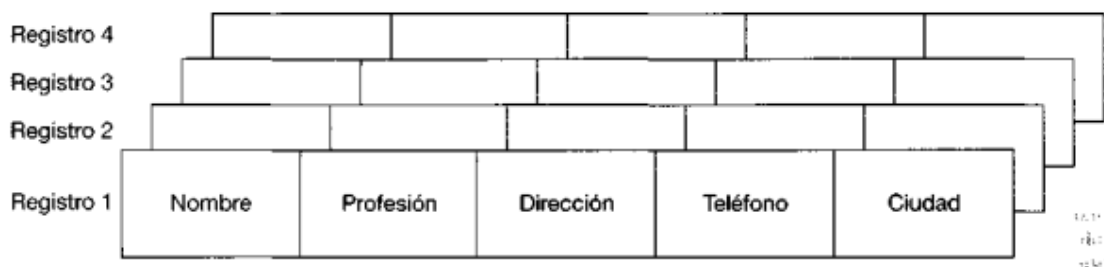 Registro 4
Registro 3
Registro 2
Registro 1 Nombre Profesión Dirección Teléfono Ciudad